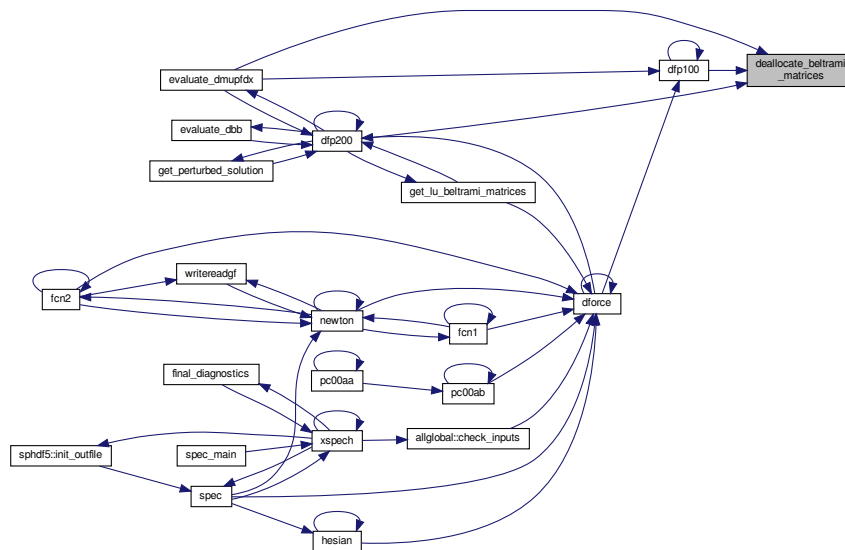 deallocate_beltrami
_matrices
dfp100
evaluate_dmupfdx
evaluate_dbb
dfp200
get_perturbed_solution
get_lu_beltrami_matrices
writereadgf
fcn2
dforce
newton
fcn1
final_diagnostics
pc00aa
pc00ab
xspech
allglobal::check_inputs
sphdf5::init_outfile
spec_main
spec
hesian